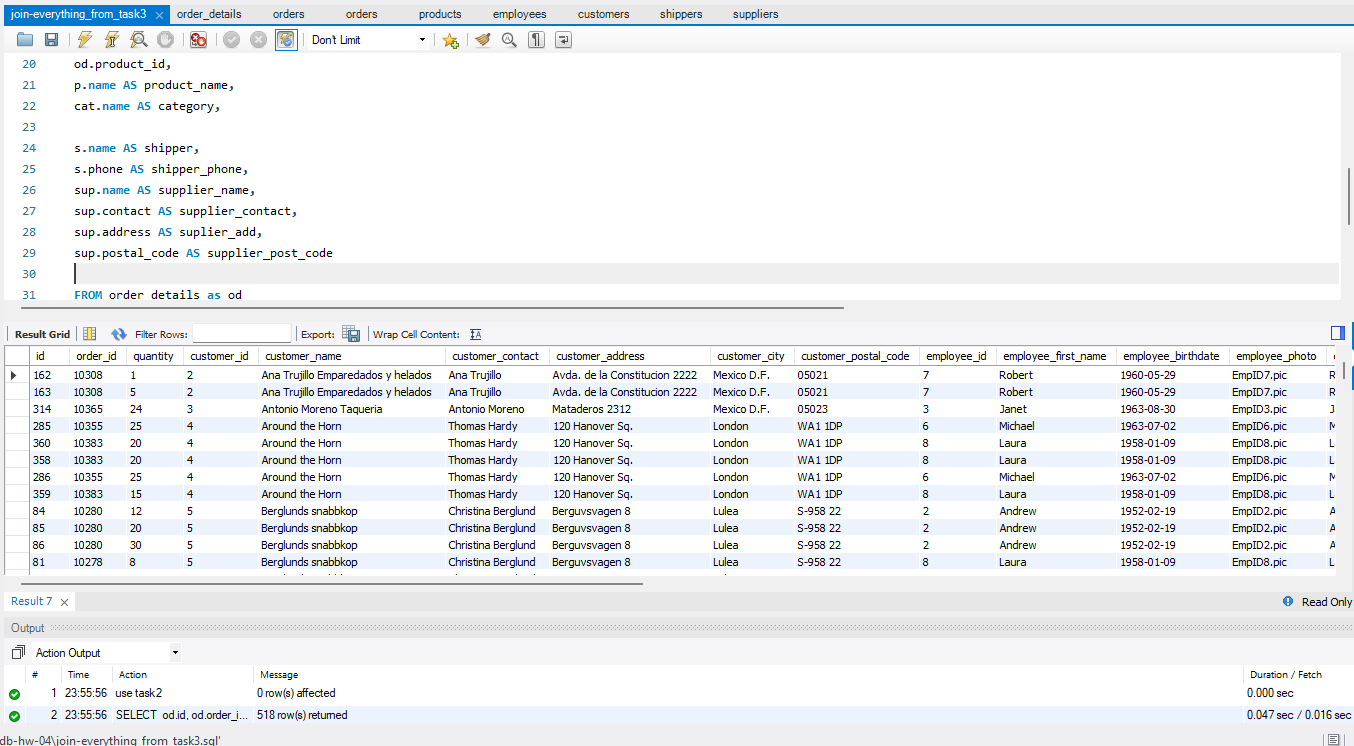 join-everything_from_task3 × order_details orders orders products employees customers shippers suppliers
Don't Limit
20 od.product_id,
21 p.name AS product_name,
22 cat.name AS category,
23
24 s.name AS shipper,
25 s.phone AS shipper_phone,
26 sup.name AS supplier_name,
27 sup.contact AS supplier_contact,
28 sup.address AS suplier_add,
29 sup.postal_code AS supplier_post_code
30
31 FROM order_details as od
Result Grid Filter Rows: Export: Wrap Cell Content:
id order_id quantity customer_id customer_name customer_contact customer_address customer_city customer_postal_code employee_id employee_first_name employee_birthdate employee_photo
162 10308 1 2 Ana Trujillo Emparedados y helados Ana Trujillo Avda. de la Constitucion 2222 Mexico D.F. 05021 7 Robert 1960-05-29 EmpID7.pic R
163 10308 5 2 Ana Trujillo Emparedados y helados Ana Trujillo Avda. de la Constitucion 2222 Mexico D.F. 05021 7 Robert 1960-05-29 EmpID7.pic R
314 10365 24 3 Antonio Moreno Taqueria Antonio Moreno Mataderos 2312 Mexico D.F. 05023 3 Janet 1963-08-30 EmpID3.pic J
285 10355 25 4 Around the Horn Thomas Hardy 120 Hanover Sq. London WA1 1DP 6 Michael 1963-07-02 EmpID6.pic M
360 10383 20 4 Around the Horn Thomas Hardy 120 Hanover Sq. London WA1 1DP 8 Laura 1958-01-09 EmpID8.pic L
358 10383 20 4 Around the Horn Thomas Hardy 120 Hanover Sq. London WA1 1DP 8 Laura 1958-01-09 EmpID8.pic L
286 10355 25 4 Around the Horn Thomas Hardy 120 Hanover Sq. London WA1 1DP 6 Michael 1963-07-02 EmpID6.pic M
359 10383 15 4 Around the Horn Thomas Hardy 120 Hanover Sq. London WA1 1DP 8 Laura 1958-01-09 EmpID8.pic L
84 10280 12 5 Berglunds snabbkop Christina Berglund Berguvsvagen 8 Lulea S-958 22 2 Andrew 1952-02-19 EmpID2.pic A
85 10280 20 5 Berglunds snabbkop Christina Berglund Berguvsvagen 8 Lulea S-958 22 2 Andrew 1952-02-19 EmpID2.pic A
86 10280 30 5 Berglunds snabbkop Christina Berglund Berguvsvagen 8 Lulea S-958 22 2 Andrew 1952-02-19 EmpID2.pic A
81 10278 8 5 Berglunds snabbkop Christina Berglund Berguvsvagen 8 Lulea S-958 22 8 Laura 1958-01-09 EmpID8.pic L
Result 7 × Read Only
Output
Action Output
# Time Action Message Duration / Fetch
1 23:55:56 use task2 0 row(s) affected 0.000 sec
2 23:55:56 SELECT od.id, od.order_i... 518 row(s) returned 0.047 sec / 0.016 sec
db-hw-04\join-everything_from_task3.sql'